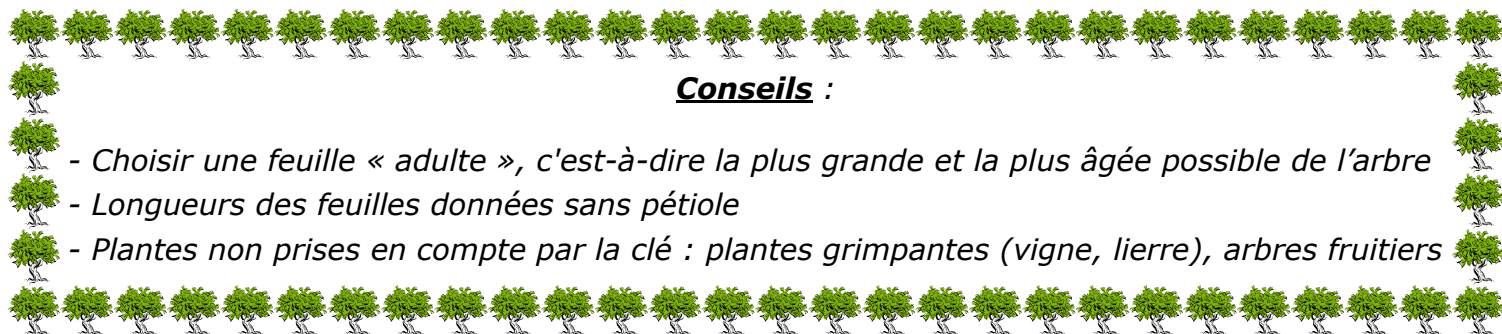 Conseils :
- Choisir une feuille « adulte », c'est-à-dire la plus grande et la plus âgée possible de l’arbre
- Longueurs des feuilles données sans pétiole
- Plantes non prises en compte par la clé : plantes grimpantes (vigne, lierre), arbres fruitiers